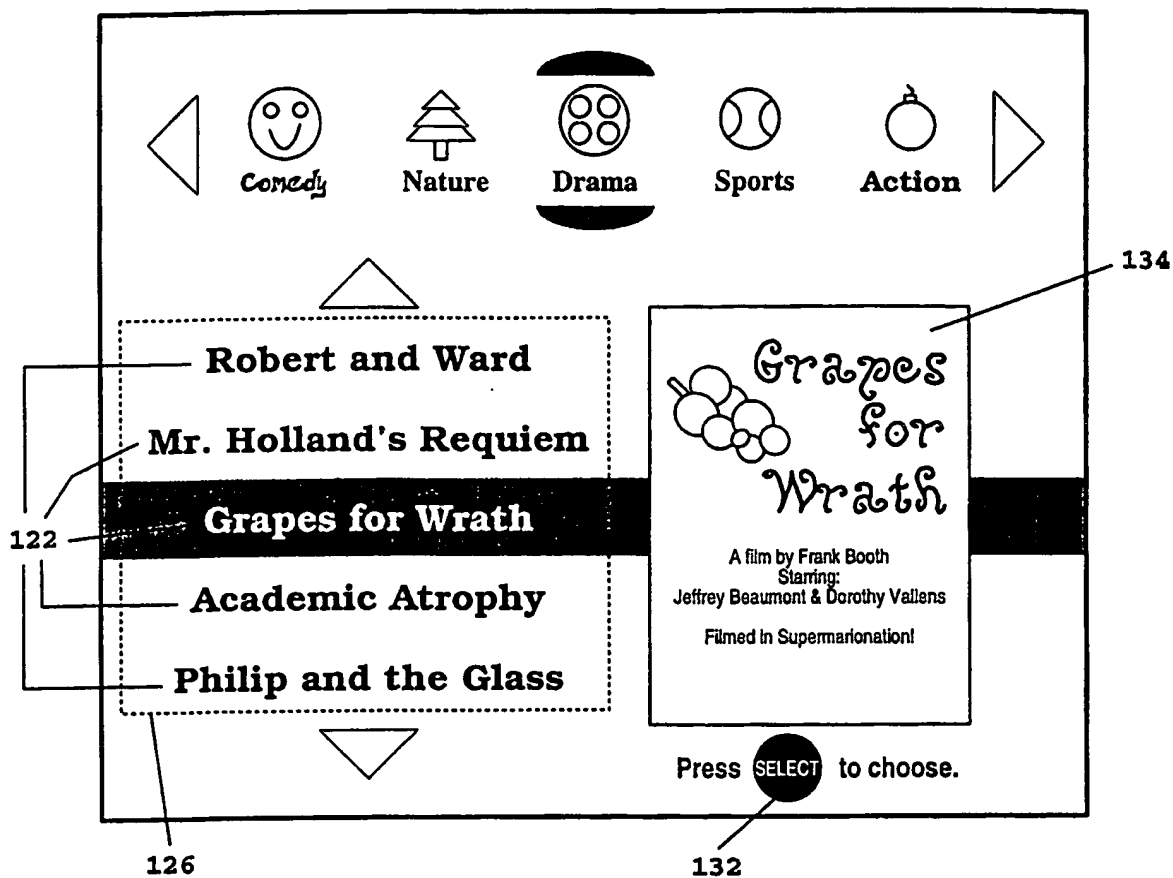 Comedy Nature Drama Sports Action
134
Robert and Ward
Mr. Holland's Requiem
Grapes for Wrath
122
Academic Atrophy
Philip and the Glass
Grapes
for
Wrath
A film by Frank Booth
Starring:
Jeffrey Beaumont & Dorothy Vallens
Filmed in Supermarionation!
Press SELECT to choose.
126
132